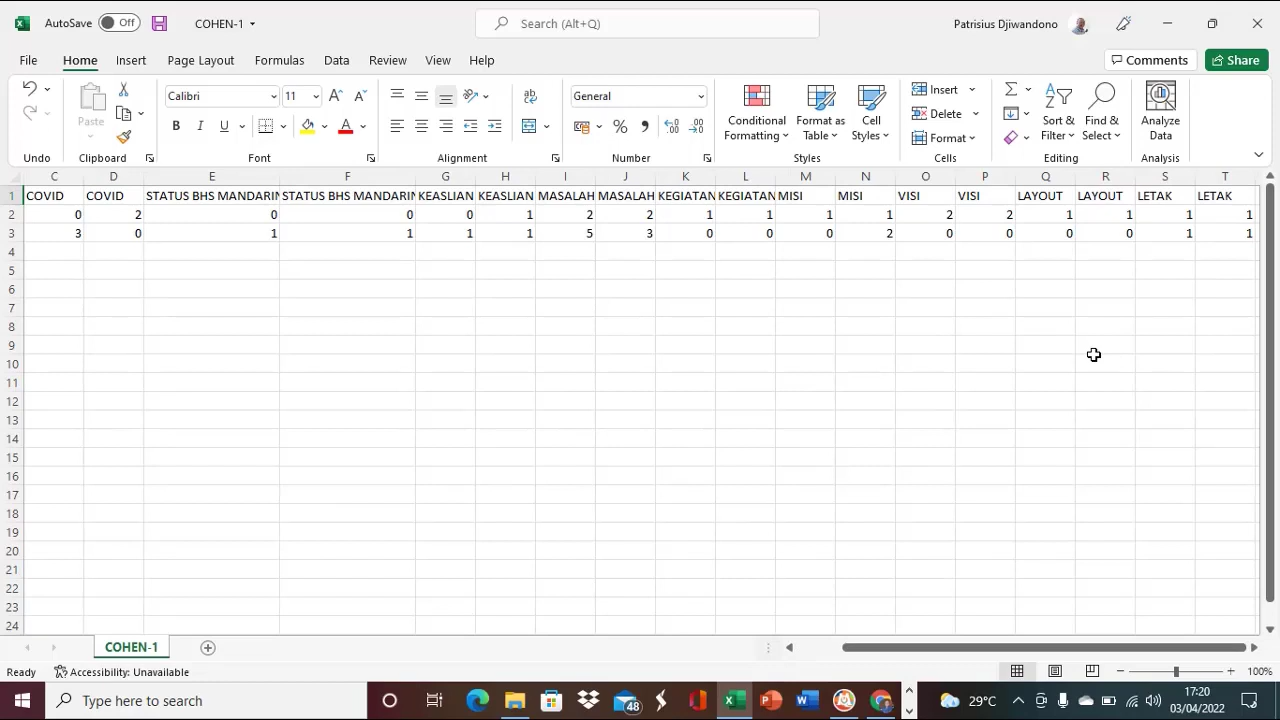 AutoSave Off COHEN-1 Search (Alt+Q) Patrisius Djiwandono
File Home Insert Page Layout Formulas Data Review View Help Comments Share
Paste Calibri 11 General Conditional Formatting Format as Table Cell Styles Insert Delete Format Sort & Filter Find & Select Analyze Data
Undo Clipboard Font Alignment Number Styles Cells Editing Analysis
C D E F G H I J K L M N O P Q R S T
1 COVID COVID STATUS BHS MANDARIN STATUS BHS MANDARIN KEASLIAN KEASLIAN MASALAH MASALAH KEGIATAN KEGIATAN MISI MISI VISI VISI LAYOUT LAYOUT LETAK LETAK
2 0 2 0 0 0 1 2 2 1 1 1 1 2 2 1 1 1 1
3 3 0 1 1 1 1 5 3 0 0 0 2 0 0 0 0 1 1
4
5
6
7
8
9
10
11
12
13
14
15
16
17
18
19
20
21
22
23
24
COHEN-1
Ready Accessibility: Unavailable 100%
Type here to search 48 29°C 17:20
03/04/2022